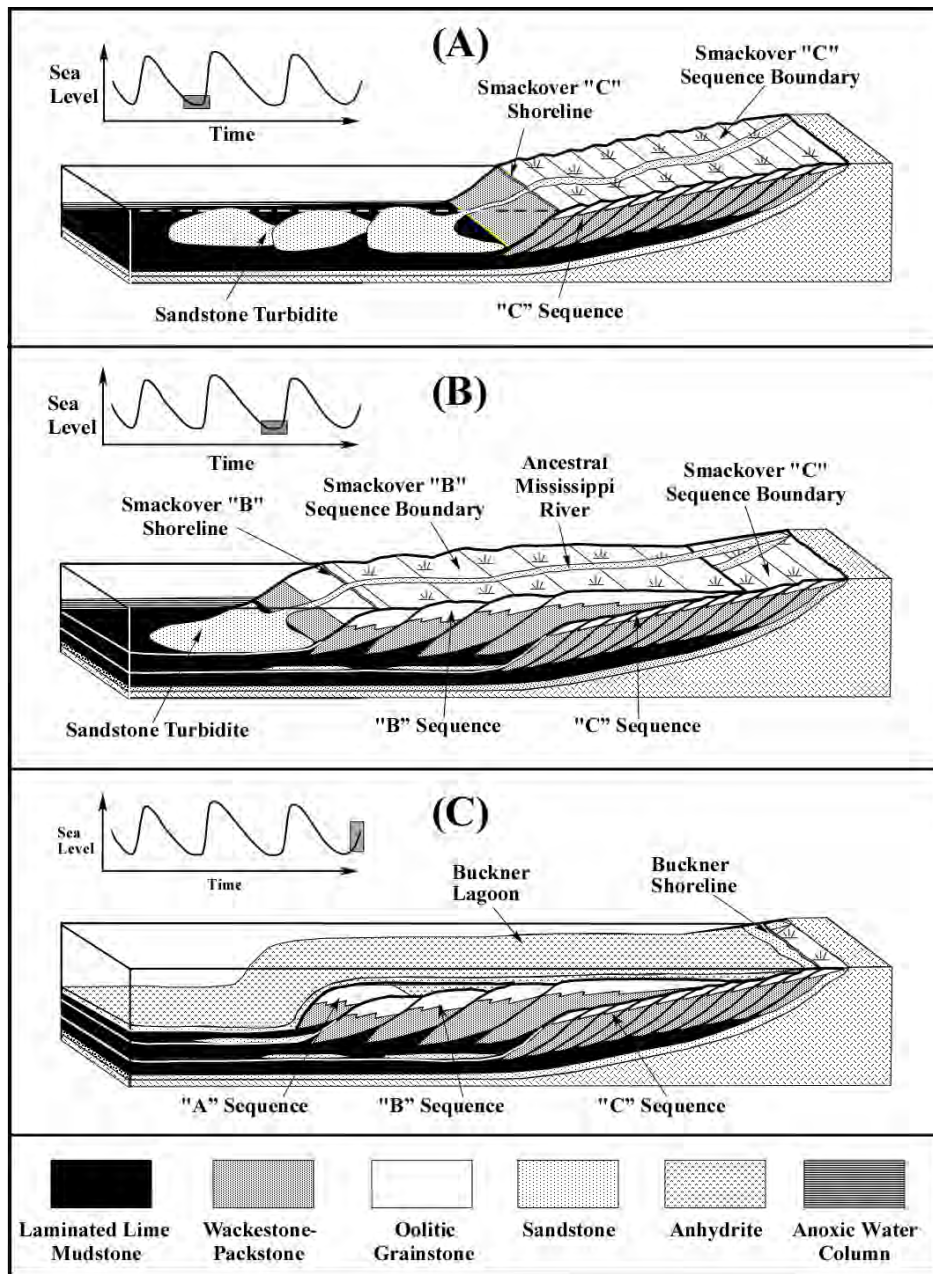 (A)
Sea
Level
Time
Smackover "C"
Shoreline
Smackover "C"
Sequence Boundary
Sandstone Turbidite
"C” Sequence
(B)
Sea
Level
Time
Smackover "B"
Shoreline
Smackover "B"
Sequence Boundary
Ancestral
Mississippi
River
Smackover "C"
Sequence Boundary
Sandstone Turbidite
"B” Sequence
"C” Sequence
(C)
Sea
Level
Time
Buckner
Lagoon
Buckner
Shoreline
"A” Sequence
"B” Sequence
"C” Sequence
Laminated Lime
Mudstone
Wackestone-
Packstone
Oolitic
Grainstone
Sandstone
Anhydrite
Anoxic Water
Column